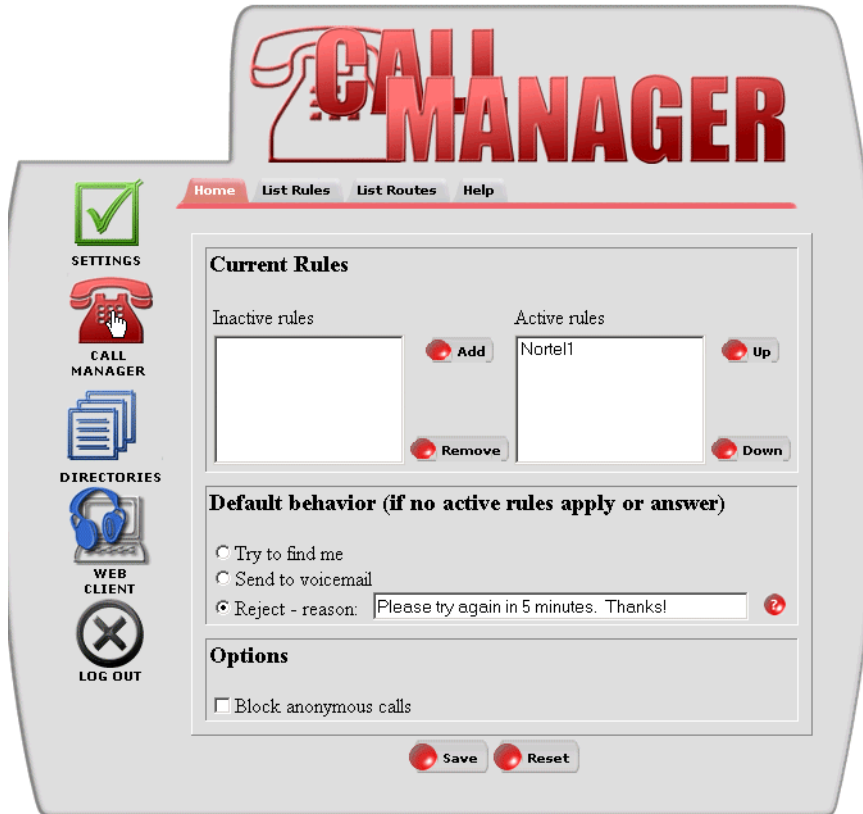 CALL
MANAGER
Home List Rules List Routes Help
SETTINGS
CALL
MANAGER
DIRECTORIES
WEB
CLIENT
LOG OUT
Current Rules
Inactive rules Active rules
Add Nortel1 Up
Remove Down
Default behavior (if no active rules apply or answer)
Try to find me
Send to voicemail
Reject - reason: Please try again in 5 minutes. Thanks! ?
Options
Block anonymous calls
Save Reset